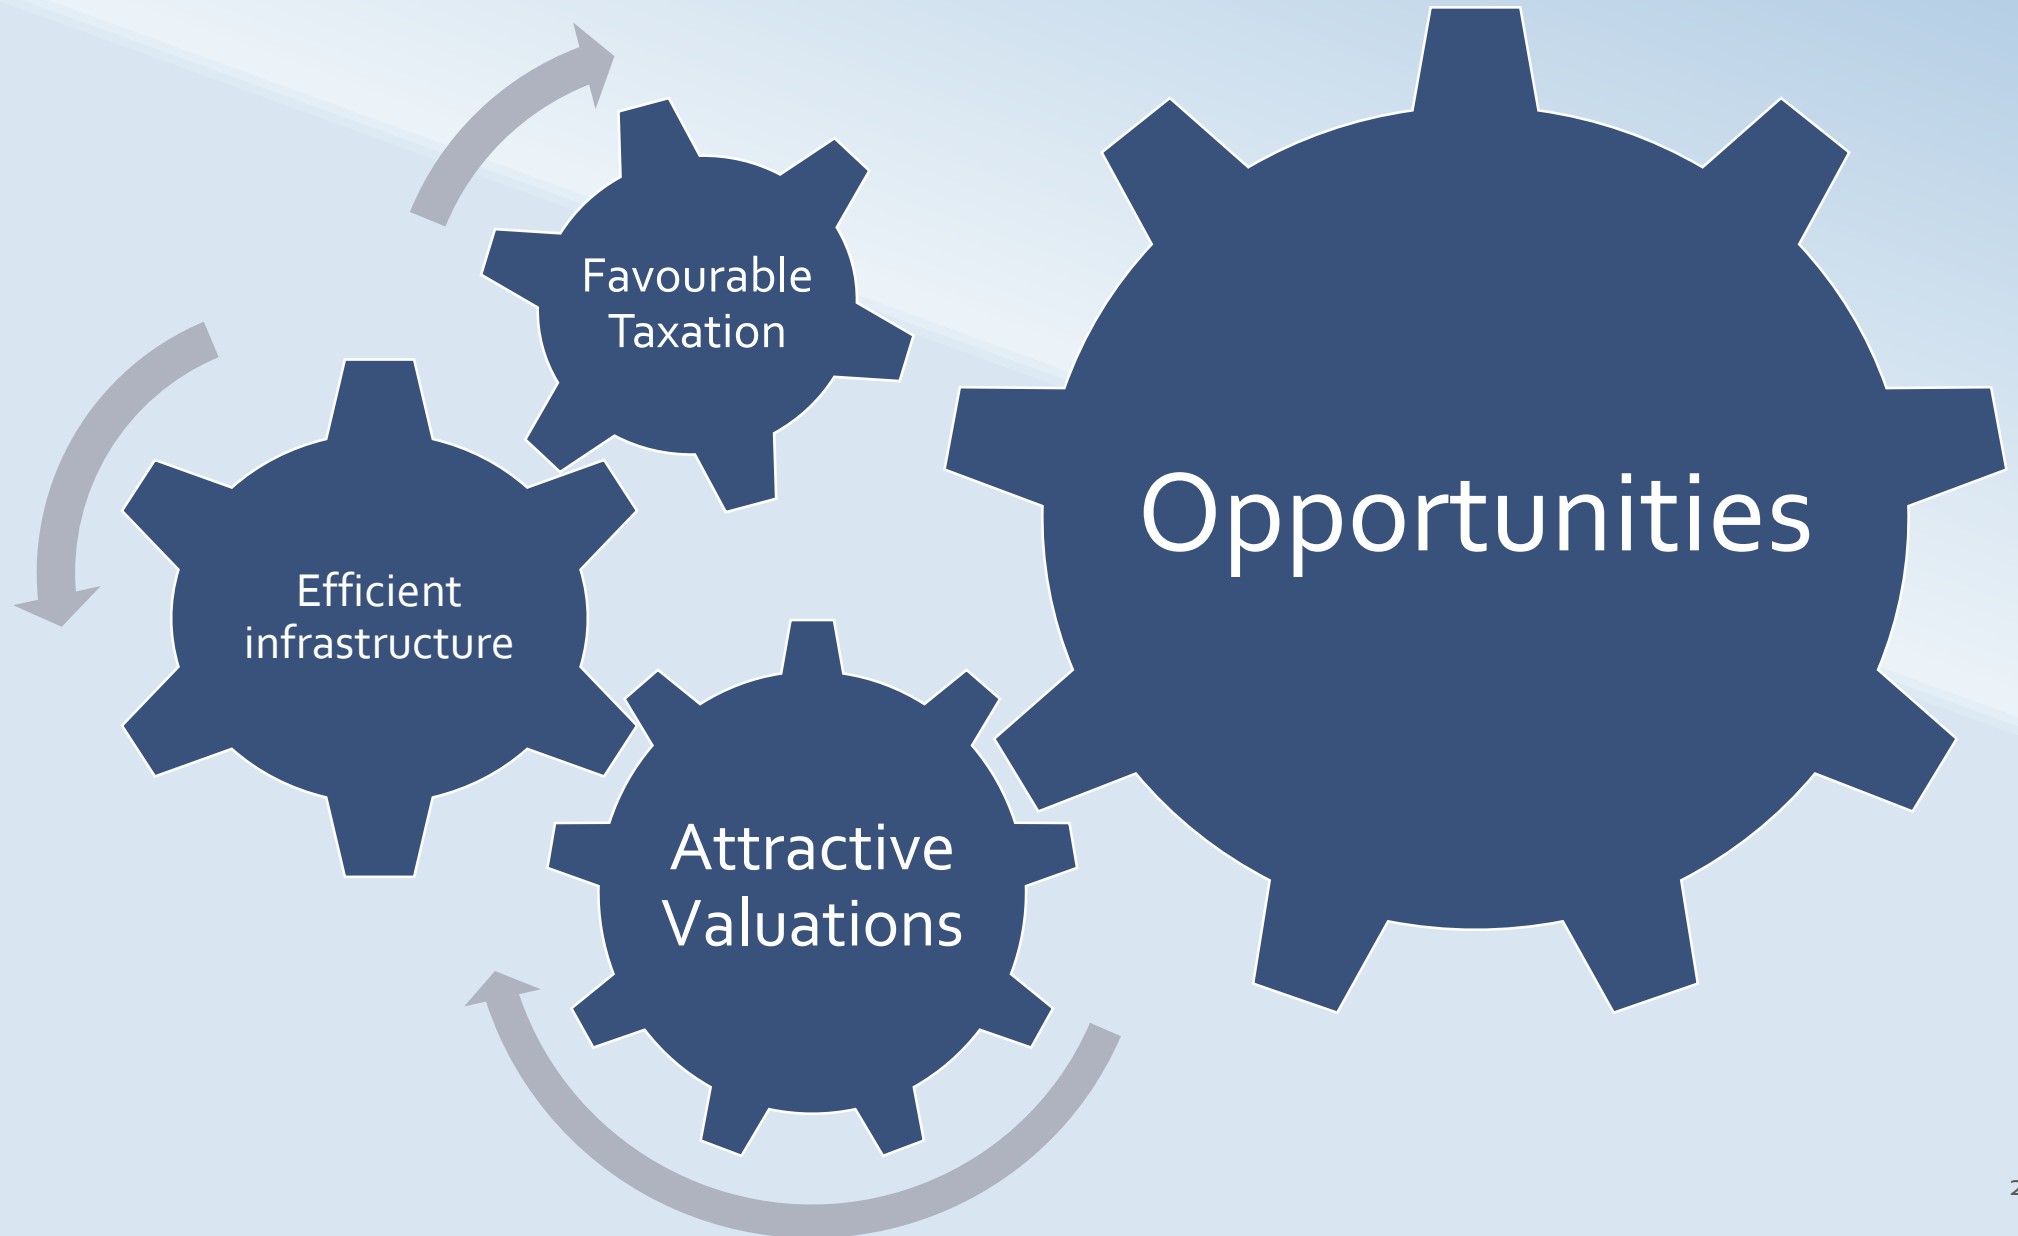 Favourable
Taxation
Efficient
infrastructure
Attractive
Valuations
Opportunities